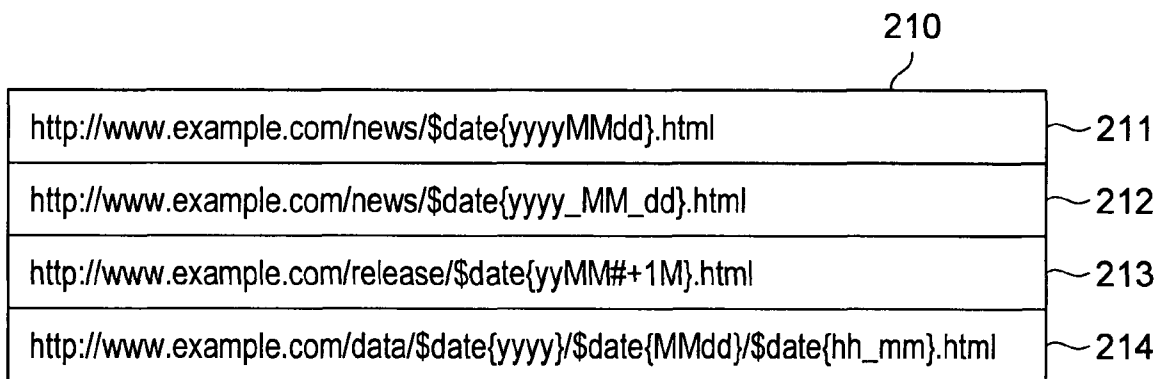 210
http://www.example.com/news/$date{yyyyMMdd}.html 211
http://www.example.com/news/$date{yyyy_MM_dd}.html 212
http://www.example.com/release/$date{yyMM#+1M}.html 213
http://www.example.com/data/$date{yyyy}/$date{MMdd}/$date{hh_mm}.html 214